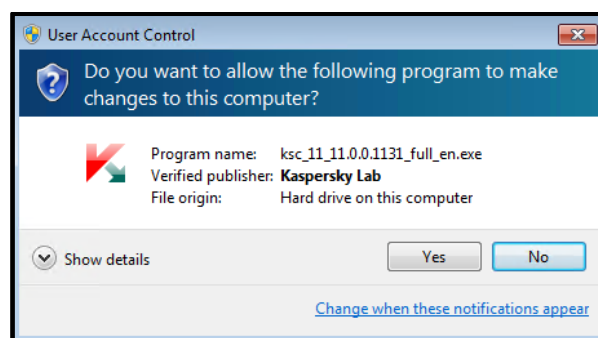 User Account Control
Do you want to allow the following program to make
changes to this computer?
Program name: ksc_11_11.0.0.1131_full_en.exe
Verified publisher: Kaspersky Lab
File origin: Hard drive on this computer
Show details
Yes
No
Change when these notifications appear